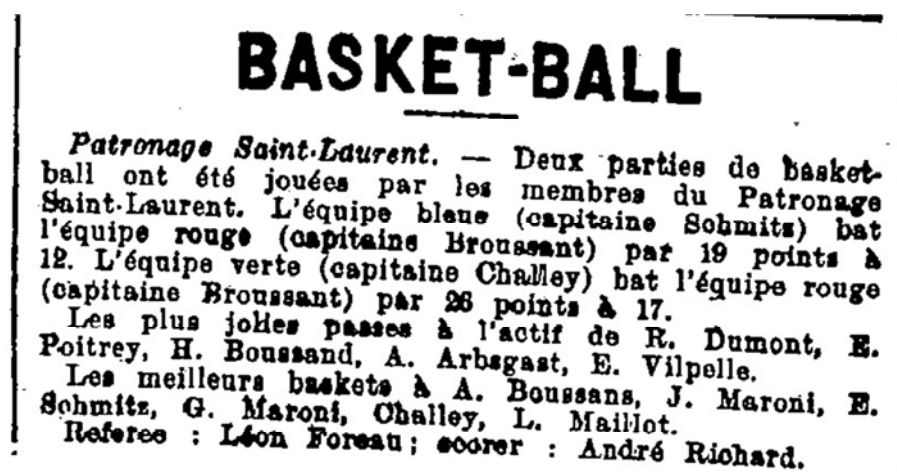 BASKET-BALL
Patronage Saint-Laurent. — Deux parties de basket-
ball ont été jouées par les membres du Patronage
Saint-Laurent. L'équipe bleue (capitaine Schmitz) bat
l'équipe rouge (capitaine Broussant) par 19 points à
12. L'équipe verte (capitaine Challey) bat l'équipe rouge
(capitaine Broussant) par 26 points à 17.
Les plus jolies passes à l'actif de R. Dumont, E.
Poitrey, H. Boussand, A. Arbagast, E. Vilpelle.
Les meilleurs baskets à A. Boussans, J. Maroni, E.
Schmitz, G. Maroni, Challey, L. Maillot.
Referee : Léon Foreau ; scorer : André Richard.